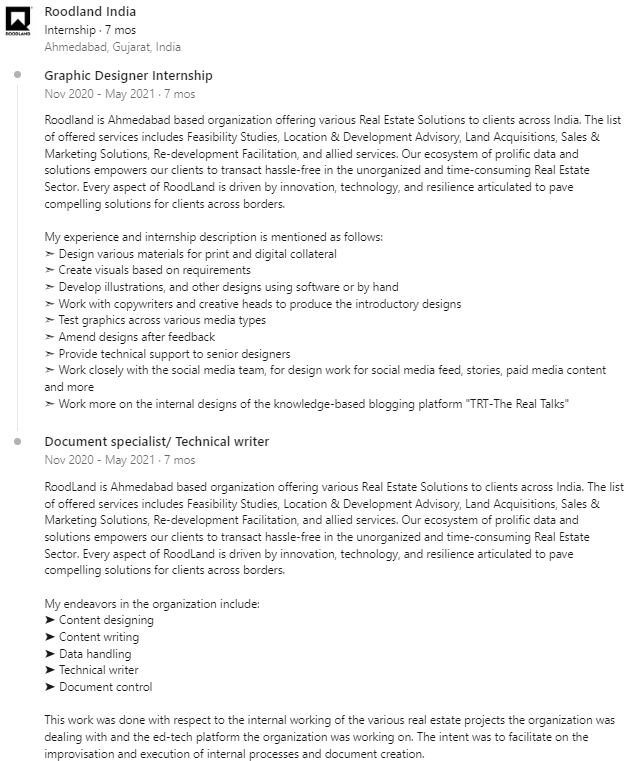 ROODLAND
Roodland India
Internship · 7 mos
Ahmedabad, Gujarat, India
Graphic Designer Internship
Nov 2020 - May 2021 · 7 mos
Roodland is Ahmedabad based organization offering various Real Estate Solutions to clients across India. The list
of offered services includes Feasibility Studies, Location & Development Advisory, Land Acquisitions, Sales &
Marketing Solutions, Re-development Facilitation, and allied services. Our ecosystem of prolific data and
solutions empowers our clients to transact hassle-free in the unorganized and time-consuming Real Estate
Sector. Every aspect of RoodLand is driven by innovation, technology, and resilience articulated to pave
compelling solutions for clients across borders.
My experience and internship description is mentioned as follows:
➣ Design various materials for print and digital collateral
➣ Create visuals based on requirements
➣ Develop illustrations, and other designs using software or by hand
➣ Work with copywriters and creative heads to produce the introductory designs
➣ Test graphics across various media types
➣ Amend designs after feedback
➣ Provide technical support to senior designers
➣ Work closely with the social media team, for design work for social media feed, stories, paid media content
and more
➣ Work more on the internal designs of the knowledge-based blogging platform "TRT-The Real Talks"
Document specialist/ Technical writer
Nov 2020 - May 2021 · 7 mos
RoodLand is Ahmedabad based organization offering various Real Estate Solutions to clients across India. The list
of offered services includes Feasibility Studies, Location & Development Advisory, Land Acquisitions, Sales &
Marketing Solutions, Re-development Facilitation, and allied services. Our ecosystem of prolific data and
solutions empowers our clients to transact hassle-free in the unorganized and time-consuming Real Estate
Sector. Every aspect of RoodLand is driven by innovation, technology, and resilience articulated to pave
compelling solutions for clients across borders.
My endeavors in the organization include:
➤ Content designing
➤ Content writing
➤ Data handling
➤ Technical writer
➤ Document control
This work was done with respect to the internal working of the various real estate projects the organization was
dealing with and the ed-tech platform the organization was working on. The intent was to facilitate on the
improvisation and execution of internal processes and document creation.